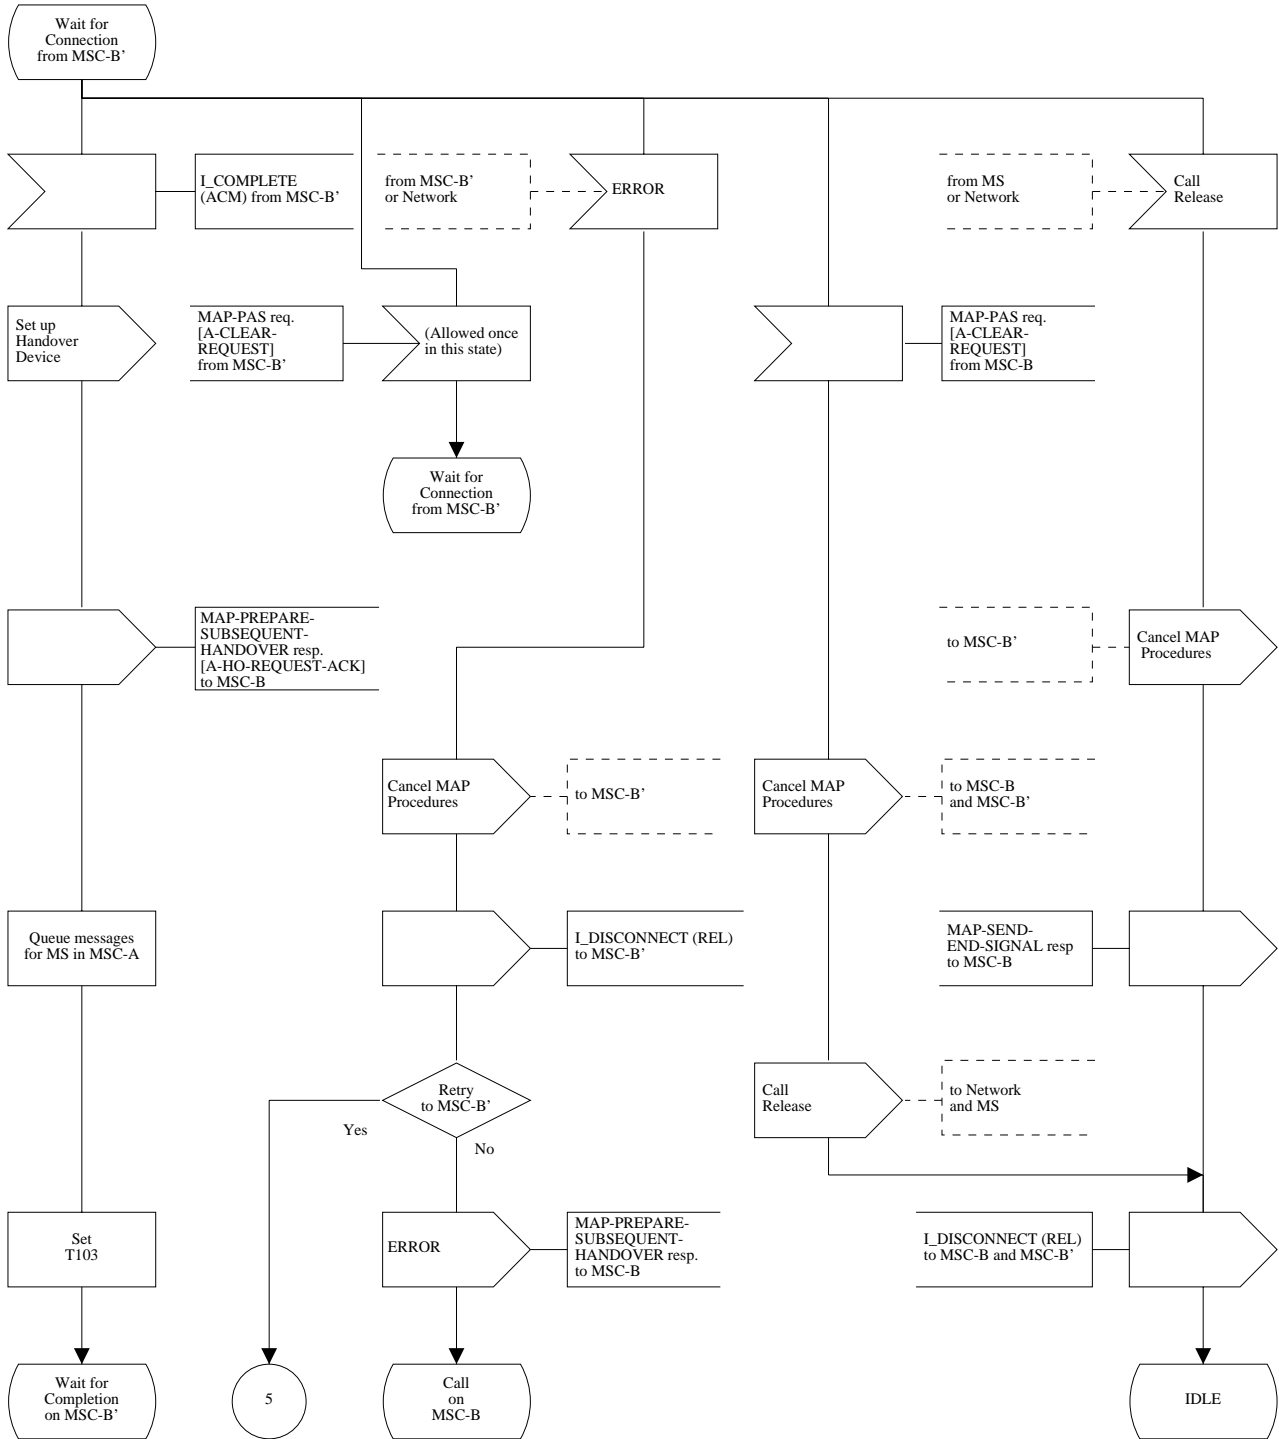 Wait for
Connection
from MSC-B’
I_COMPLETE
(ACM) from MSC-B’
from MSC-B’
or Network
ERROR
from MS
or Network
Call
Release
Set up
Handover
Device
MAP-PAS req.
[A-CLEAR-
REQUEST]
from MSC-B’
(Allowed once
in this state)
MAP-PAS req.
[A-CLEAR-
REQUEST]
from MSC-B
Wait for
Connection
from MSC-B’
MAP-PREPARE-
SUBSEQUENT-
HANDOVER resp.
[A-HO-REQUEST-ACK]
to MSC-B
to MSC-B’
Cancel MAP
Procedures
Cancel MAP
Procedures
to MSC-B’
Cancel MAP
Procedures
to MSC-B
and MSC-B’
Queue messages
for MS in MSC-A
I_DISCONNECT (REL)
to MSC-B’
MAP-SEND-
END-SIGNAL resp
to MSC-B
Retry
to MSC-B’
Yes
No
Call
Release
to Network
and MS
Set
T103
ERROR
MAP-PREPARE-
SUBSEQUENT-
HANDOVER resp.
to MSC-B
I_DISCONNECT (REL)
to MSC-B and MSC-B’
Wait for
Completion
on MSC-B’
5
Call
on
MSC-B
IDLE